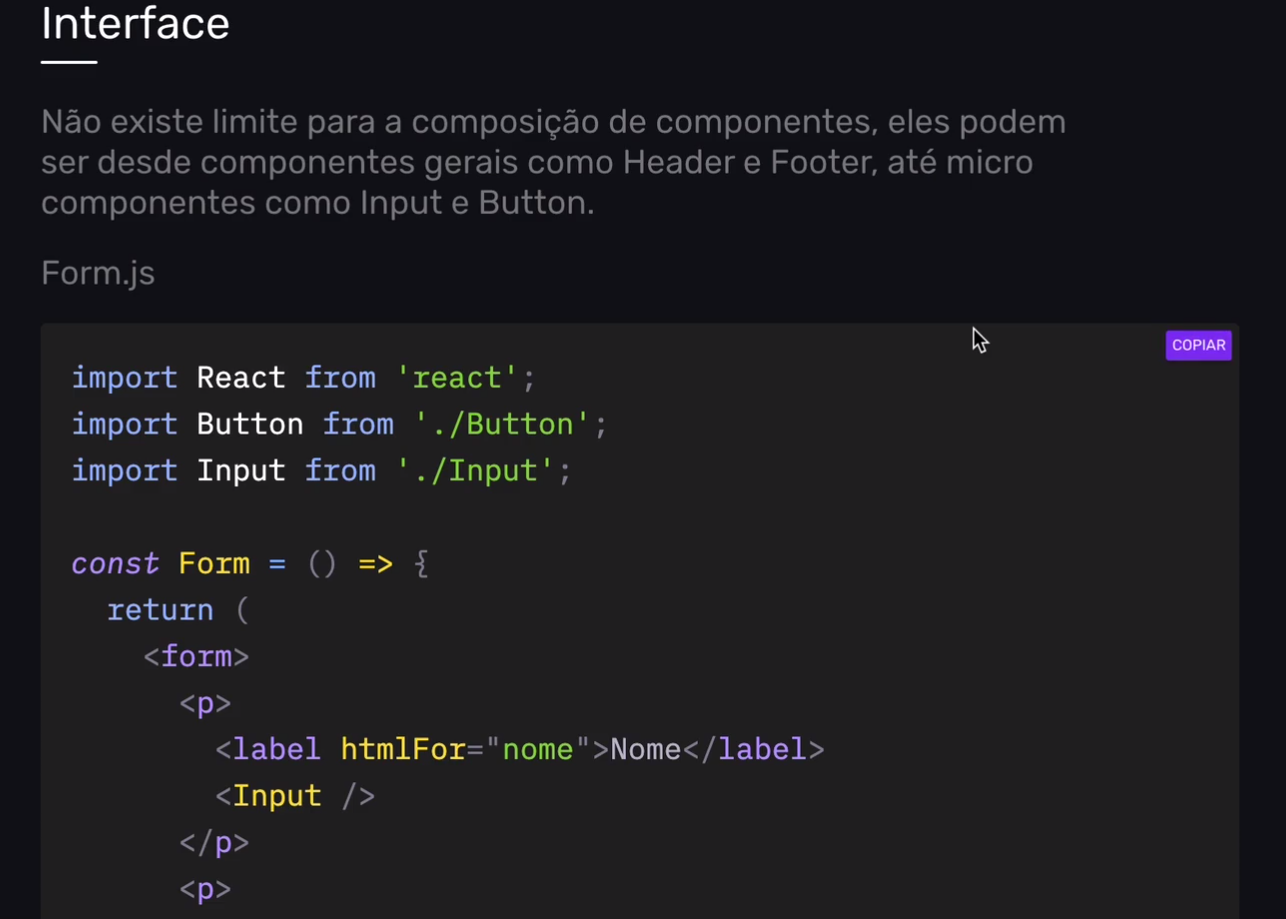 Interface
Não existe limite para a composição de componentes, eles podem
ser desde componentes gerais como Header e Footer, até micro
componentes como Input e Button.
Form.js
COPIAR
import React from 'react';
import Button from './Button';
import Input from './Input';
const Form = () => {
return (
<form>
<p>
<label htmlFor="nome">Nome</label>
<Input />
</p>
<p>